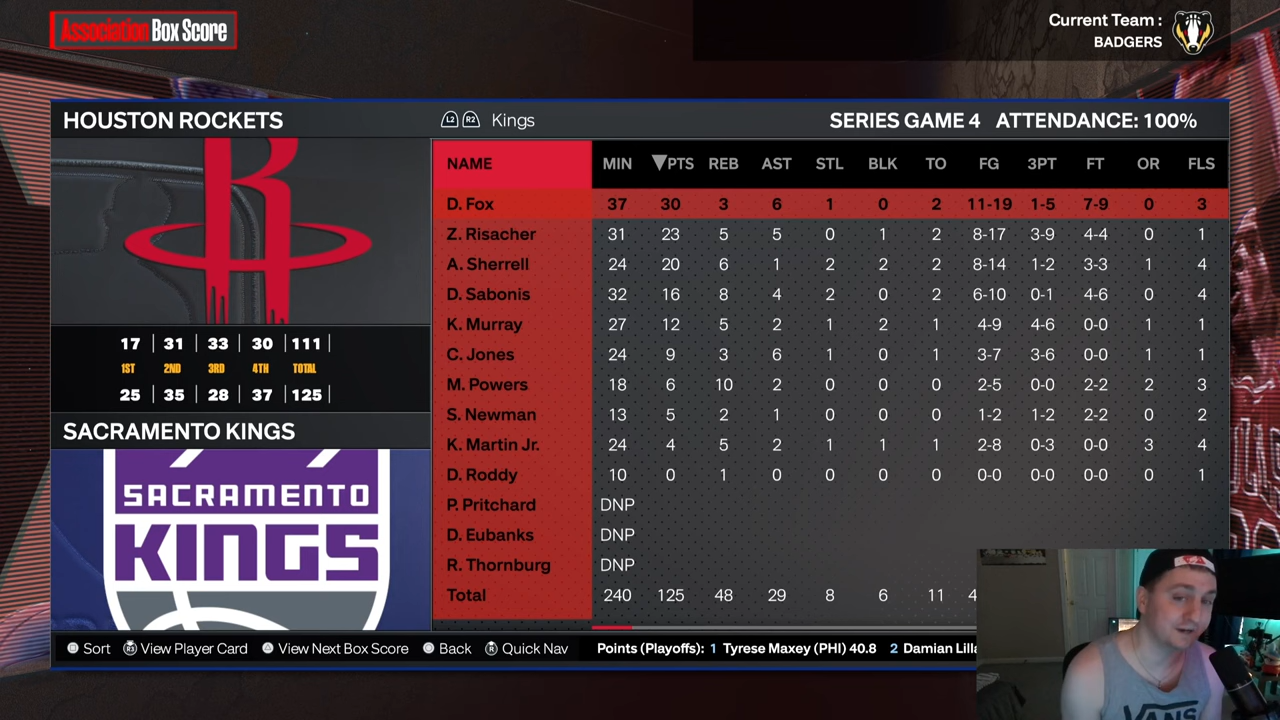 Association Box Score
Current Team :
BADGERS
HOUSTON ROCKETS
L2 R2 Kings
SERIES GAME 4 ATTENDANCE: 100%
R
17 31 33 30 111
1ST 2ND 3RD 4TH TOTAL
25 35 28 37 125
SACRAMENTO KINGS
SACRAMENTO
KINGS
NAME MIN PTS REB AST STL BLK TO FG 3PT FT OR FLS
D. Fox 37 30 3 6 1 0 2 11-19 1-5 7-9 0 3
Z. Risacher 31 23 5 5 0 1 2 8-17 3-9 4-4 0 1
A. Sherrell 24 20 6 1 2 2 2 8-14 1-2 3-3 1 4
D. Sabonis 32 16 8 4 2 0 2 6-10 0-1 4-6 0 4
K. Murray 27 12 5 2 1 2 1 4-9 4-6 0-0 1 1
C. Jones 24 9 3 6 1 0 1 3-7 3-6 0-0 1 1
M. Powers 18 6 10 2 0 0 0 2-5 0-0 2-2 2 3
S. Newman 13 5 2 1 0 0 0 1-2 1-2 2-2 0 2
K. Martin Jr. 24 4 5 2 1 1 1 2-8 0-3 0-0 3 4
D. Roddy 10 0 1 0 0 0 0 0-0 0-0 0-0 0 1
P. Pritchard DNP
D. Eubanks DNP
R. Thornburg DNP
Total 240 125 48 29 8 6 11 4
Sort View Player Card View Next Box Score Back R Quick Nav Points (Playoffs): 1 Tyrese Maxey (PHI) 40.8 2 Damian Lilla
VANS